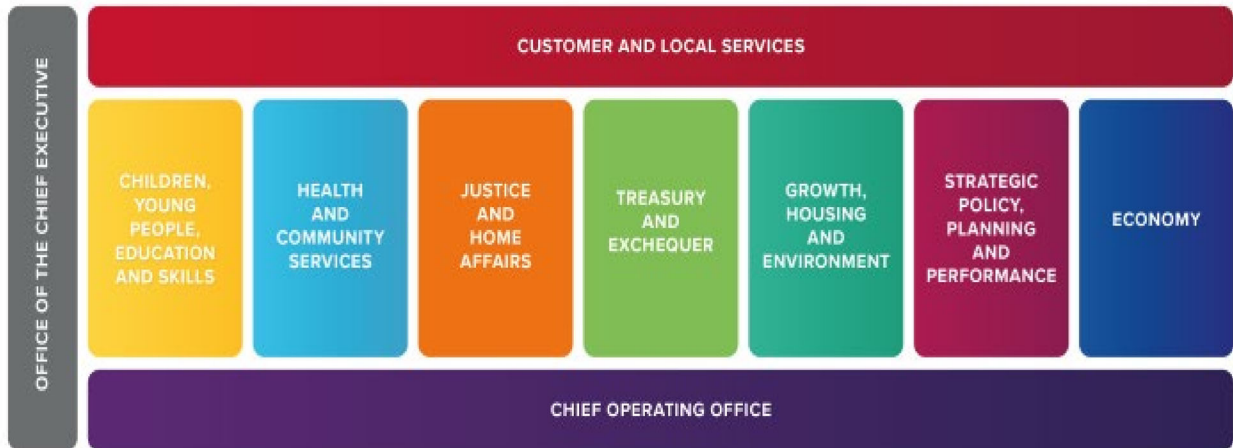 OFFICE OF THE CHIEF EXECUTIVE
CUSTOMER AND LOCAL SERVICES
CHILDREN,
YOUNG
PEOPLE,
EDUCATION
AND SKILLS
HEALTH
AND
COMMUNITY
SERVICES
JUSTICE
AND
HOME
AFFAIRS
TREASURY
AND
EXCHEQUER
GROWTH,
HOUSING
AND
ENVIRONMENT
STRATEGIC
POLICY,
PLANNING
AND
PERFORMANCE
ECONOMY
CHIEF OPERATING OFFICE